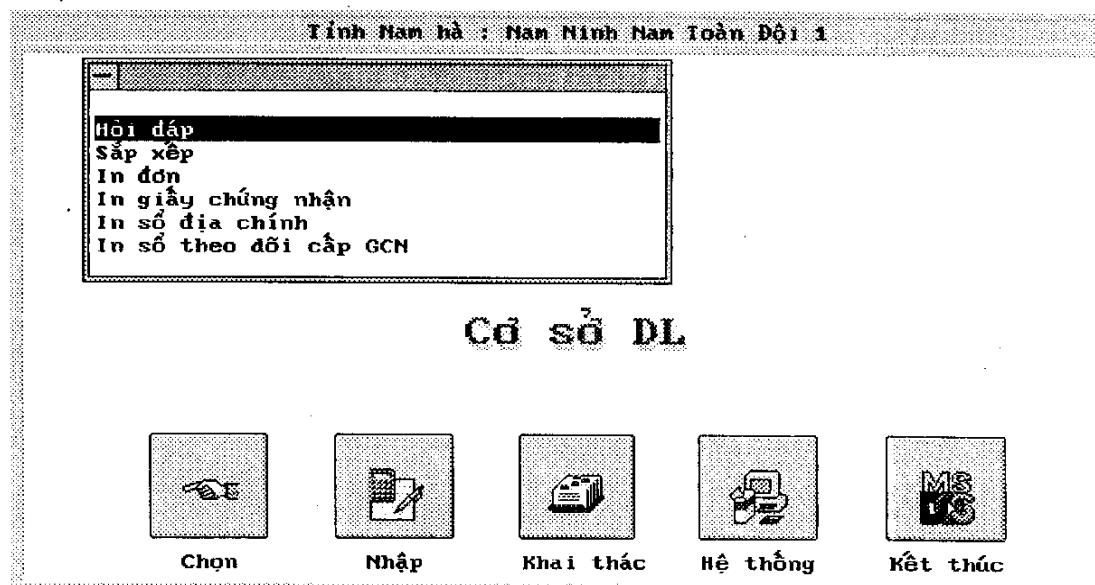 Tỉnh Nam hà : Nam Ninh Nam Toàn Đội 1
Hỏi đáp
Sắp xếp
In đơn
In giấy chứng nhận
In sổ địa chính
In sổ theo dõi cấp GCN
Cơ sở DL
MS
DOS
Chọn Nhập Khai thác Hệ thống Kết thúc